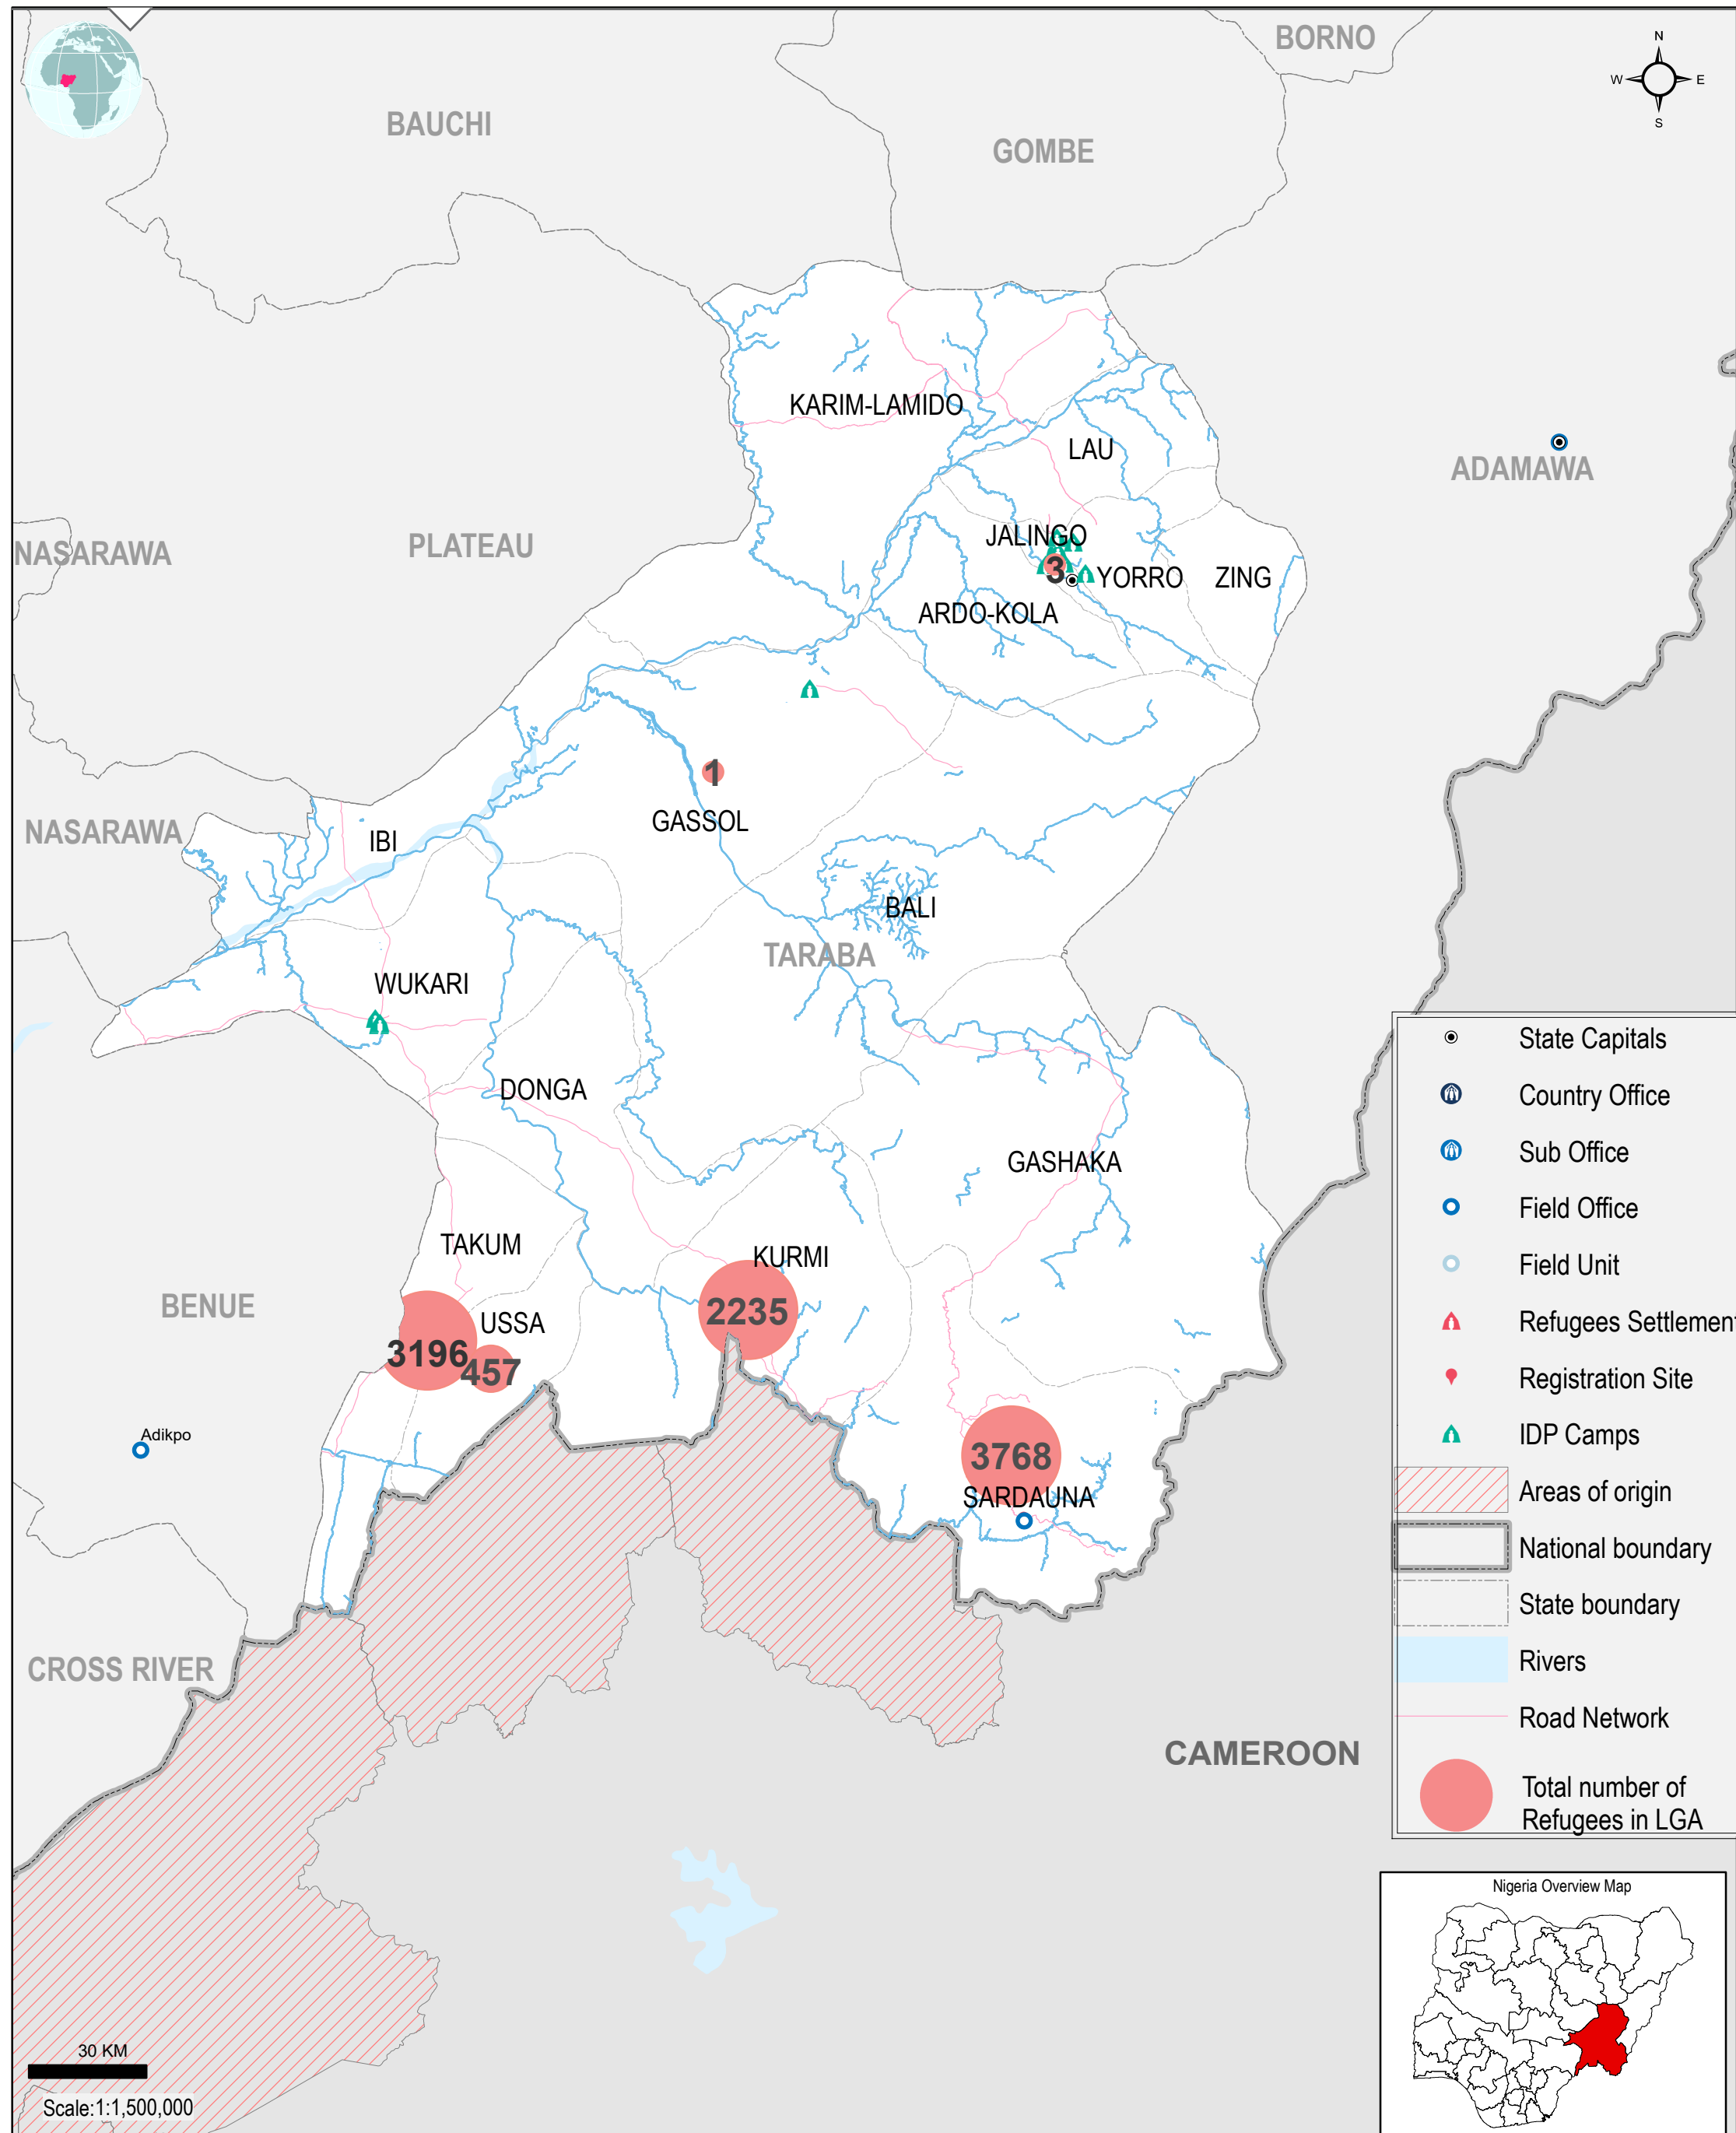 BORNO
N
W
E
S
BAUCHI
GOMBE
KARIM-LAMIDO
LAU
ADAMAWA
NASARAWA
PLATEAU
JALINGO
3
YORRO
ZING
ARDO-KOLA
1
GASSOL
NASARAWA
IBI
BALI
TARABA
WUKARI
DONGA
GASHAKA
TAKUM
KURMI
BENUE
USSA
2235
3196
457
Adikpo
3768
SARDAUNA
CROSS RIVER
CAMEROON
State Capitals
Country Office
Sub Office
Field Office
Field Unit
Refugees Settlement
Registration Site
IDP Camps
Areas of origin
National boundary
State boundary
Rivers
Road Network
Total number of
Refugees in LGA
Nigeria Overview Map
30 KM
Scale:1:1,500,000